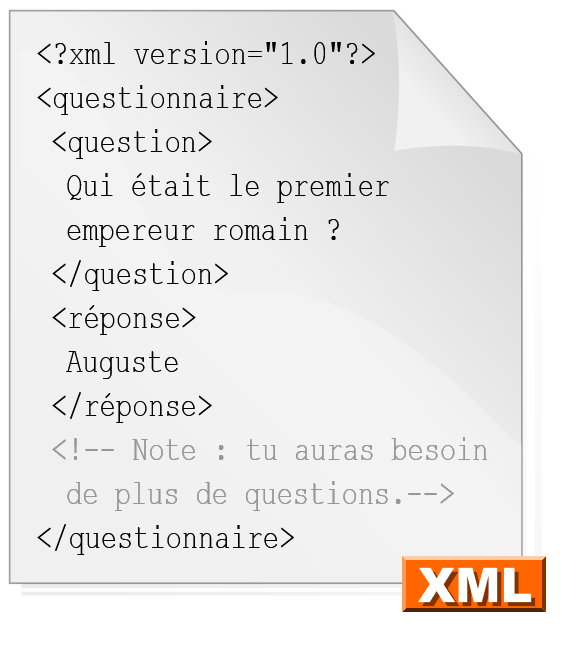 <?xml version="1.0"?>
<questionnaire>
<question>
Qui était le premier
empereur romain ?
</question>
<réponse>
Auguste
</réponse>
<!-- Note : tu auras besoin
de plus de questions.-->
</questionnaire>
XML